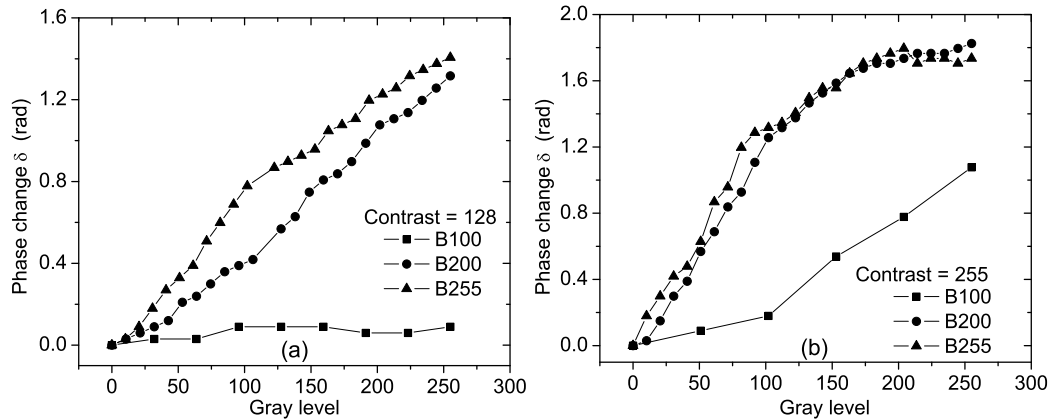 1.6
1.2
0.8
0.4
0.0
Phase change δ (rad)
Contrast = 128
B100
B200
B255
(a)
0 50 100 150 200 250 300
Gray level
2.0
1.6
1.2
0.8
0.4
0.0
Phase change δ (rad)
Contrast = 255
B100
B200
B255
(b)
0 50 100 150 200 250 300
Gray level